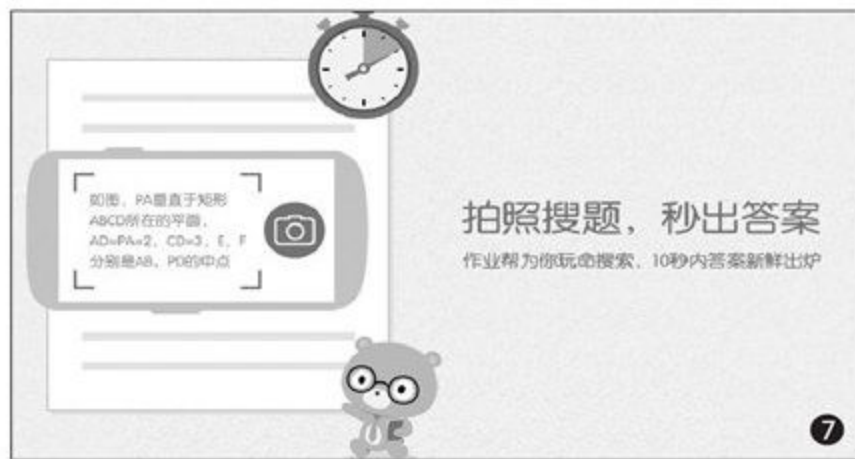 如图，PA垂直于矩形
ABCD所在的平面，
AD=PA=2，CD=3，E，F
分别是AB、PD的中点
拍照搜题，秒出答案
作业帮为你玩命搜索，10秒内答案新鲜出炉
7